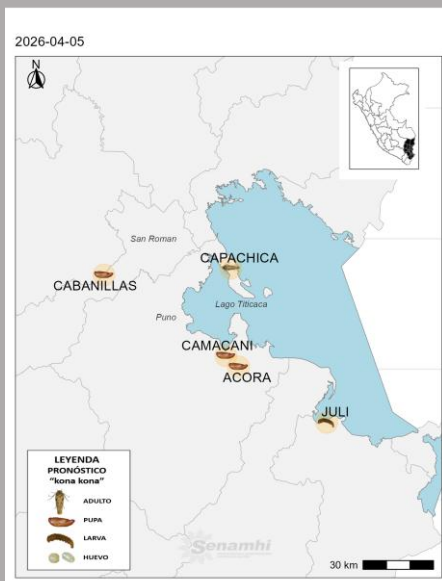 2026-04-05
N
San Roman
CAPACHICA
CABANILLAS
Lago Titicaca
Puno
CAMACANI
ACORA
JULI
LEYENDA
PRONÓSTICO
"kona kona"
ADULTO
PUPA
LARVA
HUEVO
Senamhi
30 km